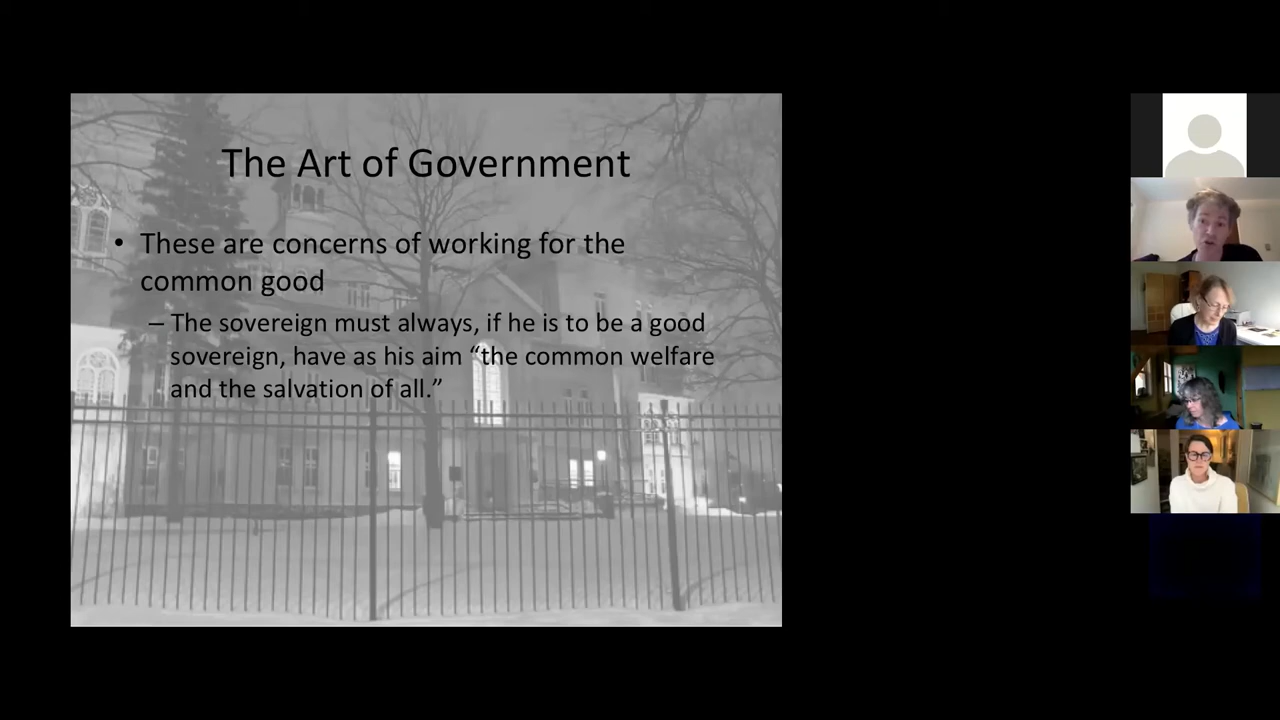 The Art of Government
• These are concerns of working for the
common good
– The sovereign must always, if he is to be a good
sovereign, have as his aim “the common welfare
and the salvation of all.”